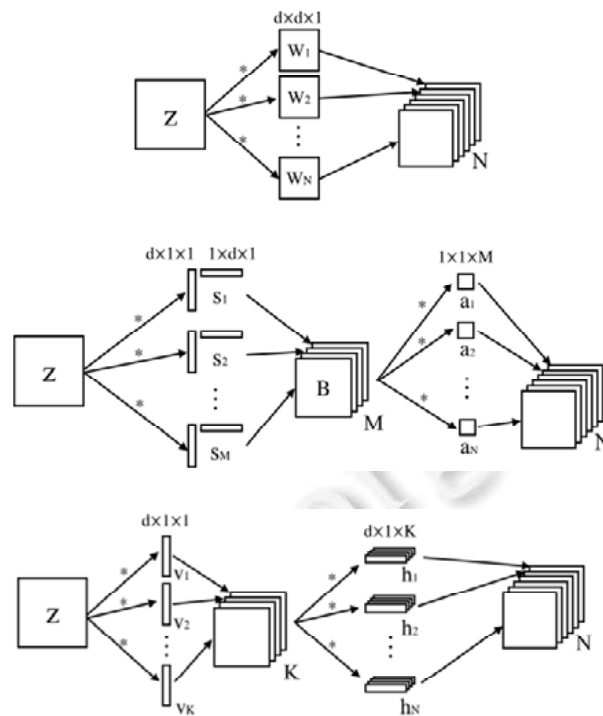 d×d×1
Z
*
*
*
W1
W2
⋮
WN
N
d×1×1 1×d×1
Z
*
*
*
S1
S2
⋮
SM
B
M
1×1×M
*
*
*
a1
a2
⋮
aN
N
d×1×1
Z
*
*
*
v1
v2
⋮
vK
K
d×1×K
*
*
*
h1
h2
⋮
hN
N